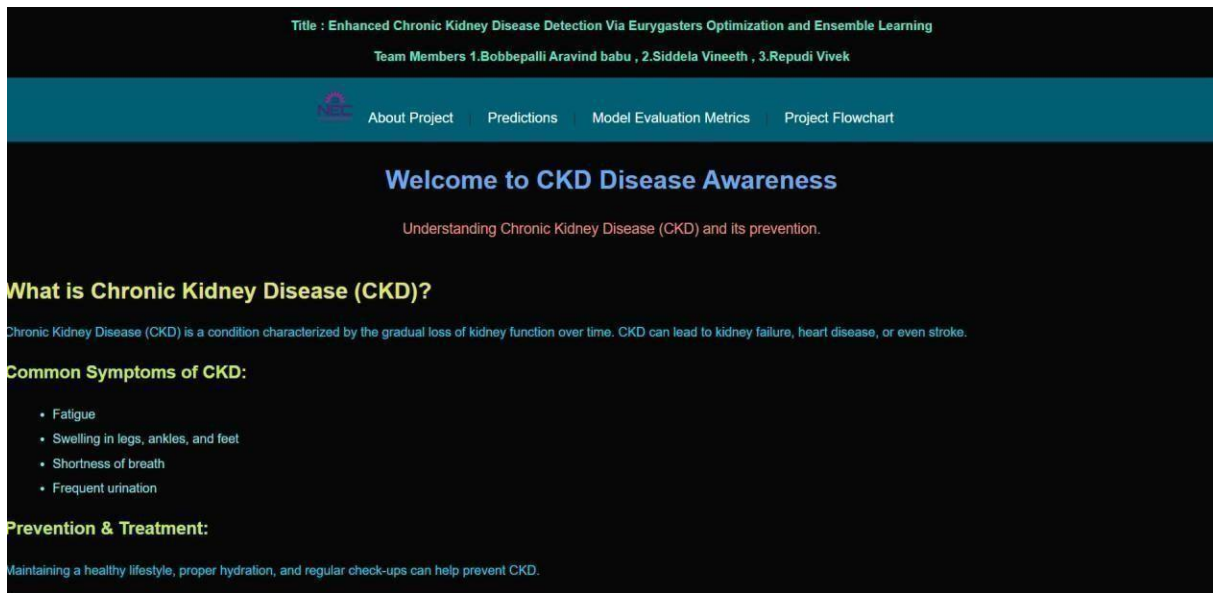 Title : Enhanced Chronic Kidney Disease Detection Via Eurygasters Optimization and Ensemble Learning
Team Members 1.Bobbepalli Aravind babu , 2.Siddela Vineeth , 3.Repudi Vivek
NEC
About Project | Predictions | Model Evaluation Metrics | Project Flowchart
Welcome to CKD Disease Awareness
Understanding Chronic Kidney Disease (CKD) and its prevention.
What is Chronic Kidney Disease (CKD)?
Chronic Kidney Disease (CKD) is a condition characterized by the gradual loss of kidney function over time. CKD can lead to kidney failure, heart disease, or even stroke.
Common Symptoms of CKD:
• Fatigue
• Swelling in legs, ankles, and feet
• Shortness of breath
• Frequent urination
Prevention & Treatment:
Maintaining a healthy lifestyle, proper hydration, and regular check-ups can help prevent CKD.